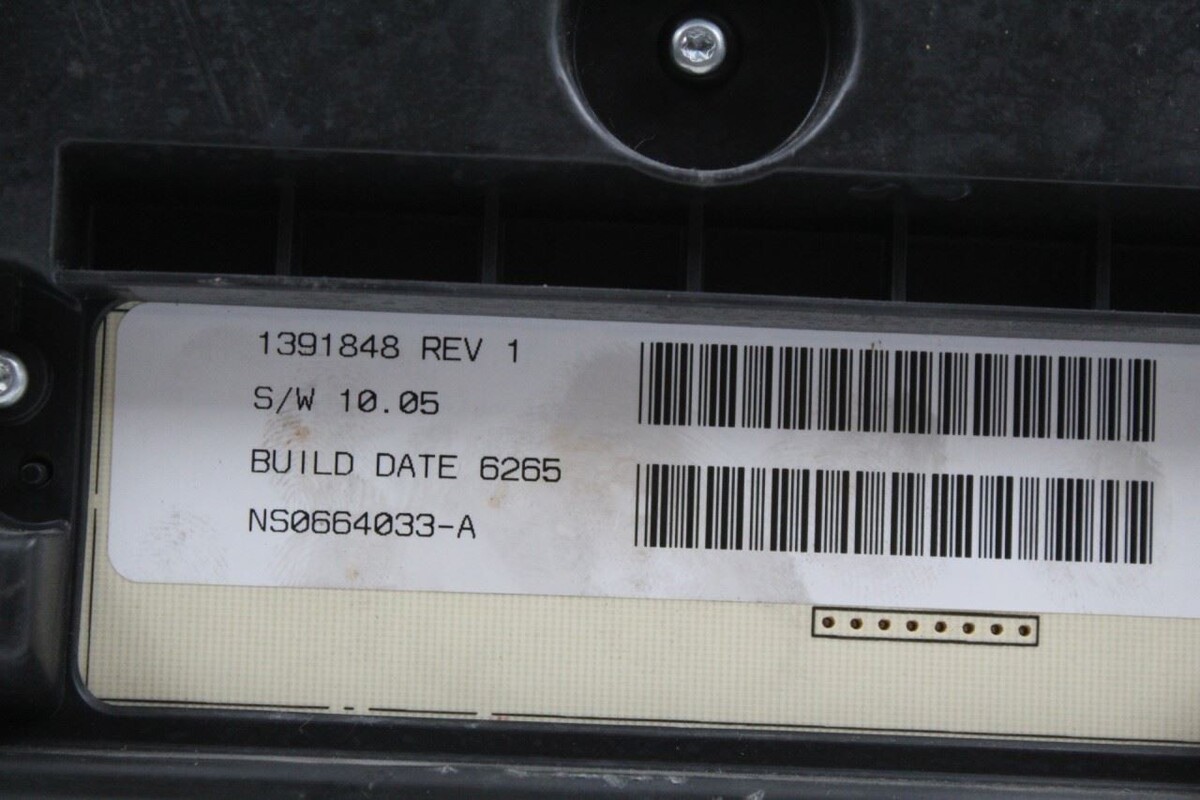 1391848 REV 1
S/W 10.05
BUILD DATE 6265
NS0664033-A